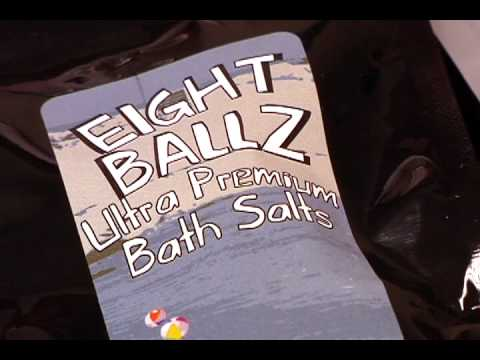 EIGHT
BALLZ
Ultra Premium
Bath Salts